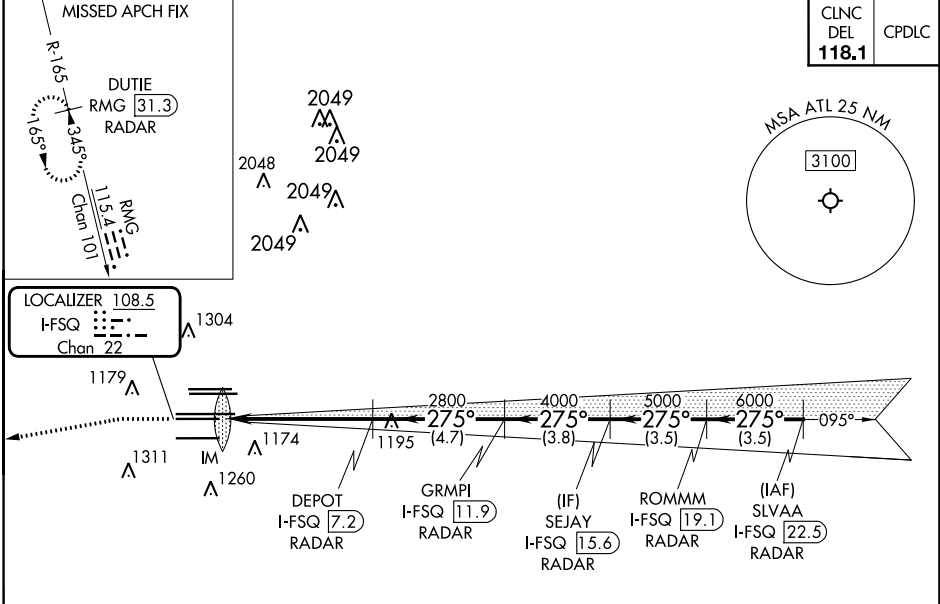 MISSED APCH FIX
R-165
DUTIE
RMG 31.3
RADAR
165°
345°
RMG
115.4
Chan 101
CLNC
DEL
118.1
CPDLC
MSA ATL 25 NM
3100
2049
2049
2048
2049
2049
LOCALIZER 108.5
I-FSQ
Chan 22
1304
1179
1311
IM
1260
1174
1195
2800
275°
(4.7)
4000
275°
(3.8)
5000
275°
(3.5)
6000
275°
(3.5)
095°
DEPOT
I-FSQ 7.2
RADAR
GRMPI
I-FSQ 11.9
RADAR
(IF)
SEJAY
I-FSQ 15.6
RADAR
ROMMM
I-FSQ 19.1
RADAR
(IAF)
SLVAA
I-FSQ 22.5
RADAR